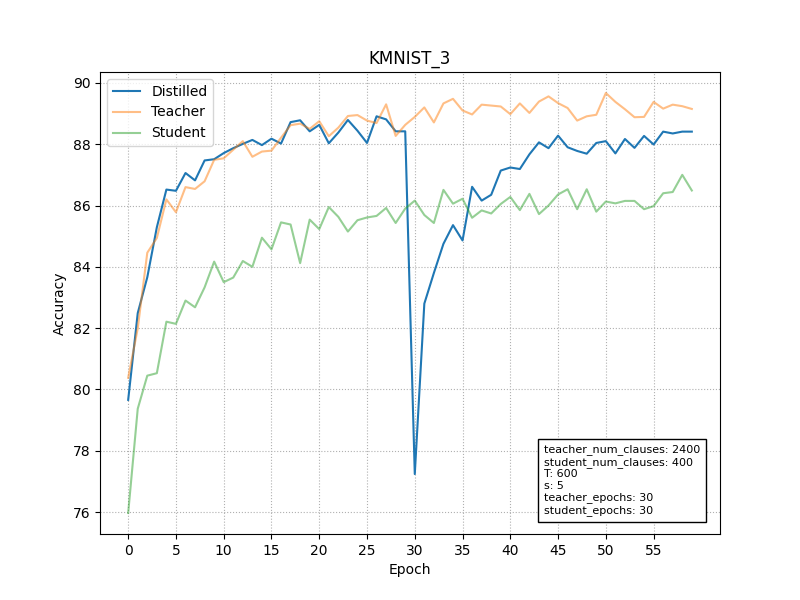 KMNIST_3
Distilled
Teacher
Student
90
88
86
84
82
80
78
76
Accuracy
teacher_num_clauses: 2400
student_num_clauses: 400
T: 600
s: 5
teacher_epochs: 30
student_epochs: 30
0 5 10 15 20 25 30 35 40 45 50 55
Epoch